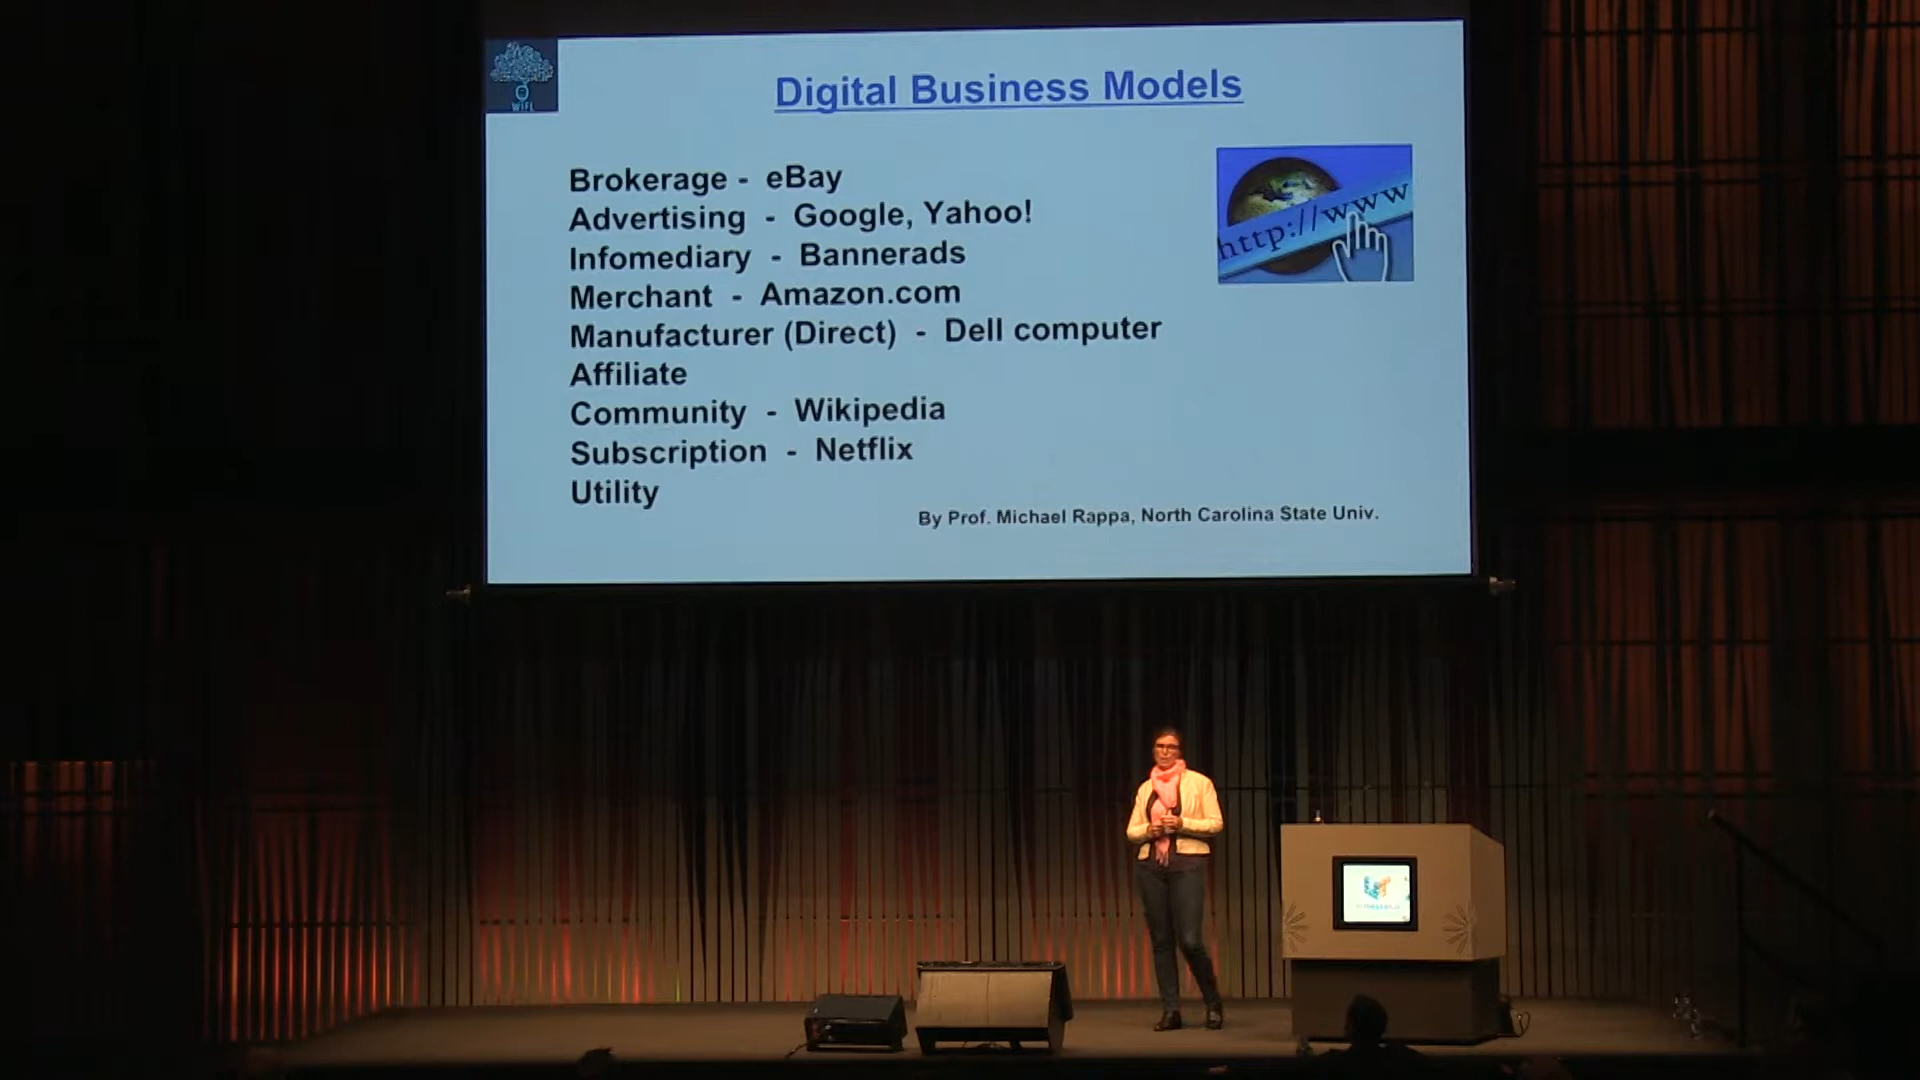 WIFI
Digital Business Models
Brokerage - eBay
Advertising - Google, Yahoo!
Infomediary - Bannerads
Merchant - Amazon.com
Manufacturer (Direct) - Dell computer
Affiliate
Community - Wikipedia
Subscription - Netflix
Utility
http://www
By Prof. Michael Rappa, North Carolina State Univ.